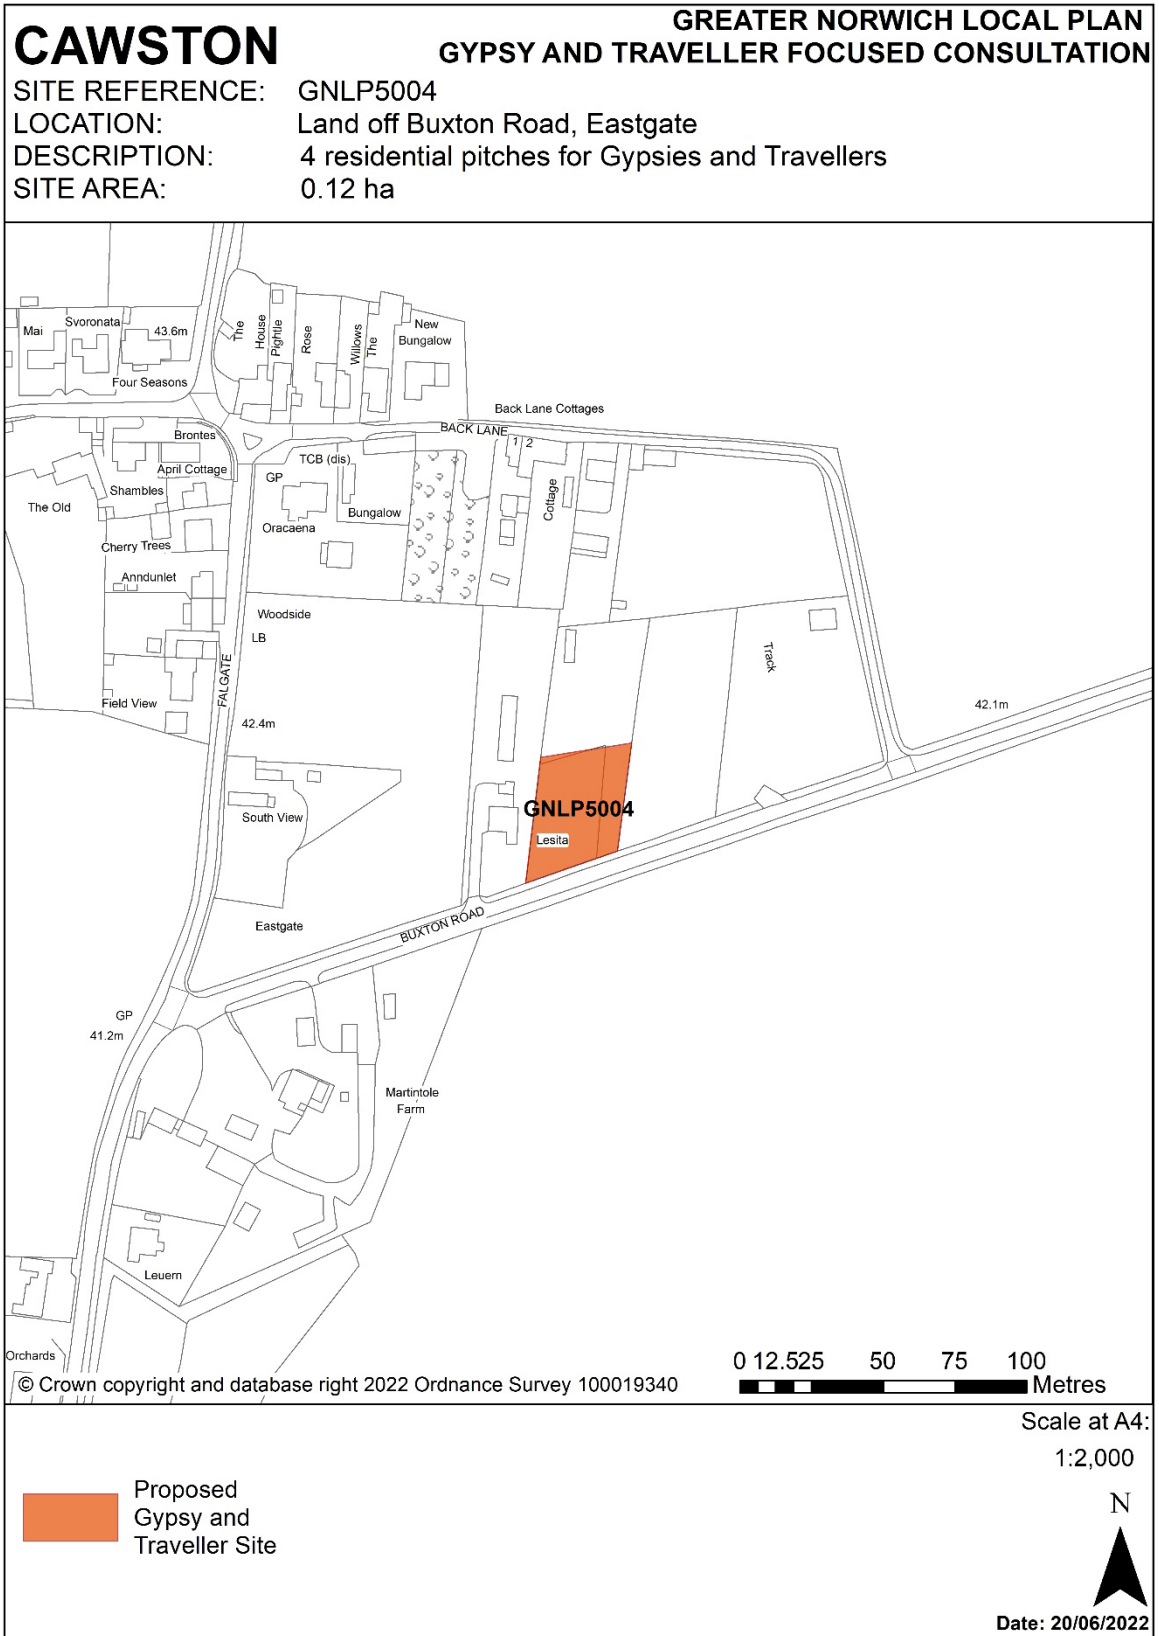 CAWSTON
GREATER NORWICH LOCAL PLAN
GYPSY AND TRAVELLER FOCUSED CONSULTATION
SITE REFERENCE: GNLP5004
LOCATION: Land off Buxton Road, Eastgate
DESCRIPTION: 4 residential pitches for Gypsies and Travellers
SITE AREA: 0.12 ha
Mai
Svoronata
43.6m
Four Seasons
The
House
Pightle
Rose
Willows
The
New
Bungalow
Back Lane Cottages
BACK LANE
1 2
Brontes
April Cottage
Shambles
The Old
Cherry Trees
Anndunlet
TCB (dis)
GP
Oracaena
Bungalow
Cottage
Woodside
LB
FALGATE
Field View
42.4m
Track
42.1m
South View
GNLP5004
Lesita
Eastgate
BUXTON ROAD
GP
41.2m
Martintole
Farm
Leuern
Orchards
© Crown copyright and database right 2022 Ordnance Survey 100019340
0 12.525 50 75 100
Metres
Scale at A4:
1:2,000
Proposed
Gypsy and
Traveller Site
N
Date: 20/06/2022